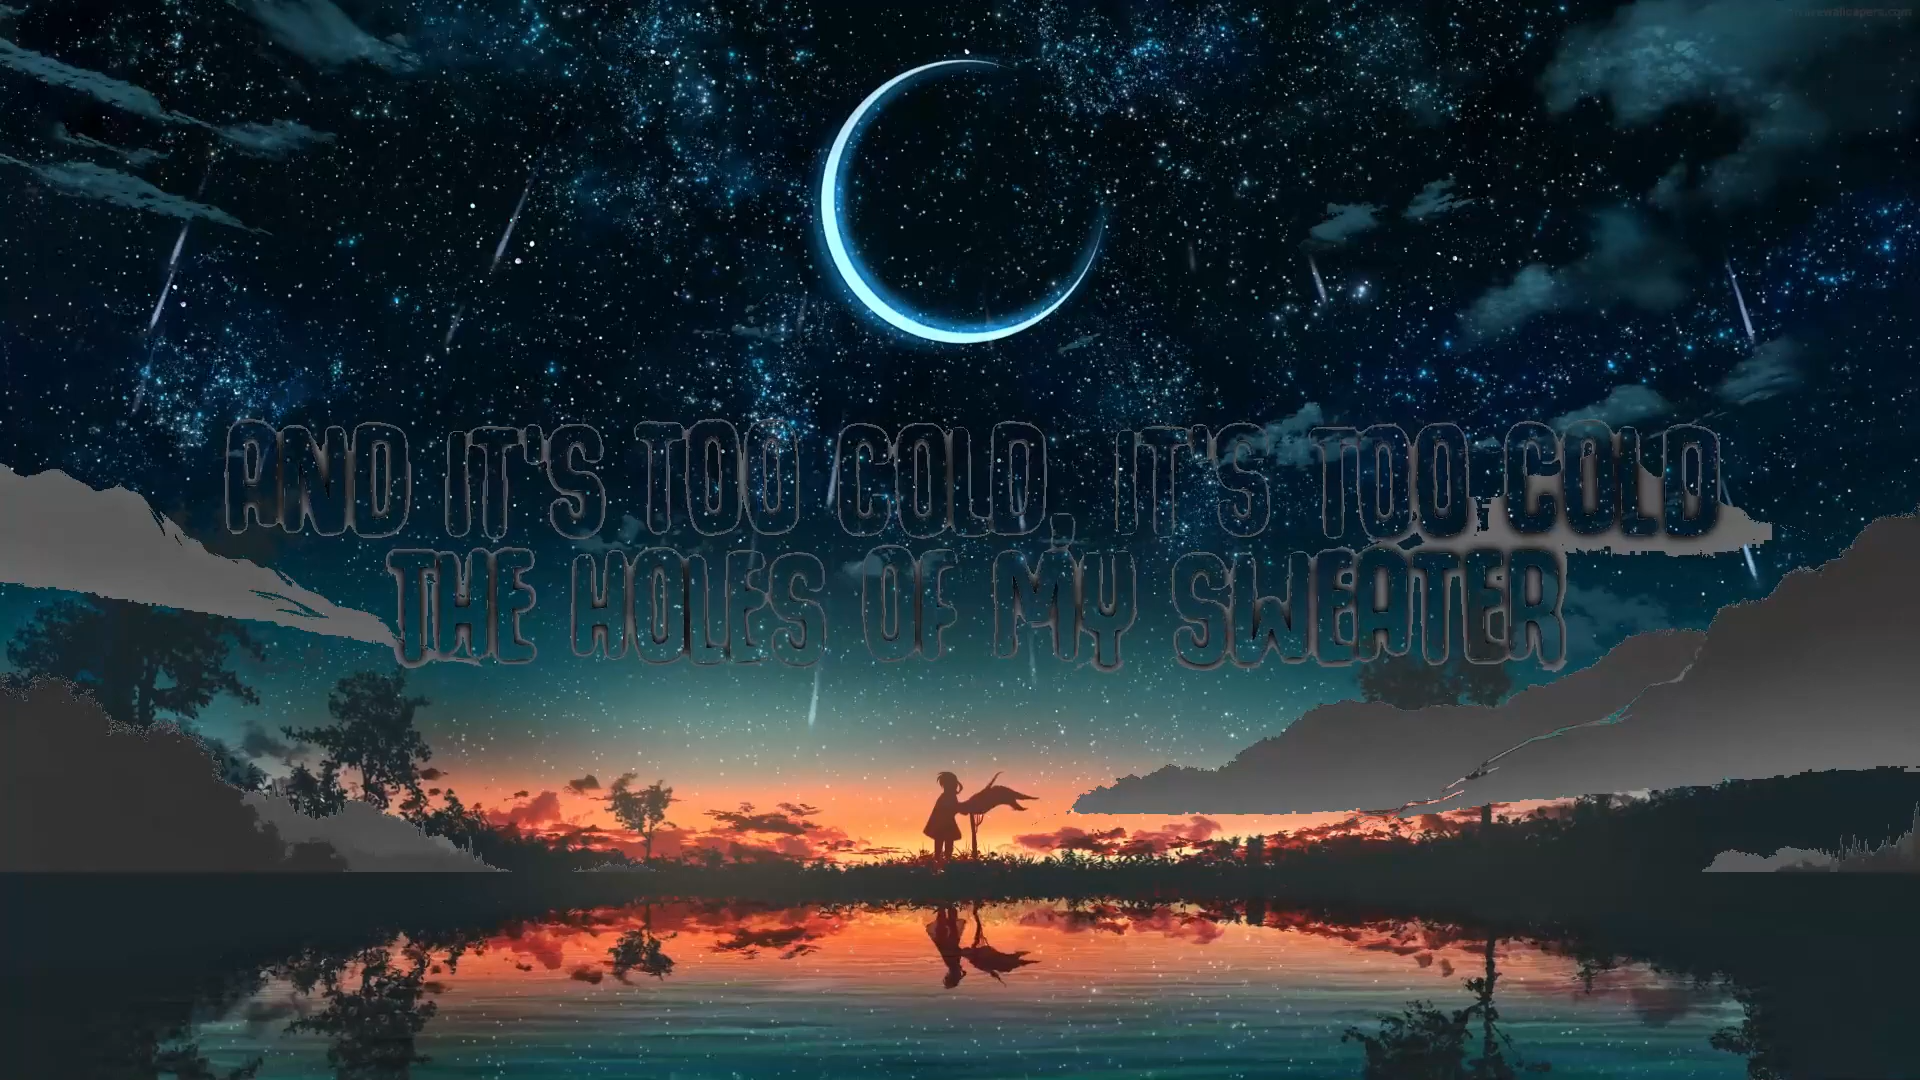 AND IT'S TOO COLD, IT'S TOO COLD
THE HOLES OF MY SWEATER